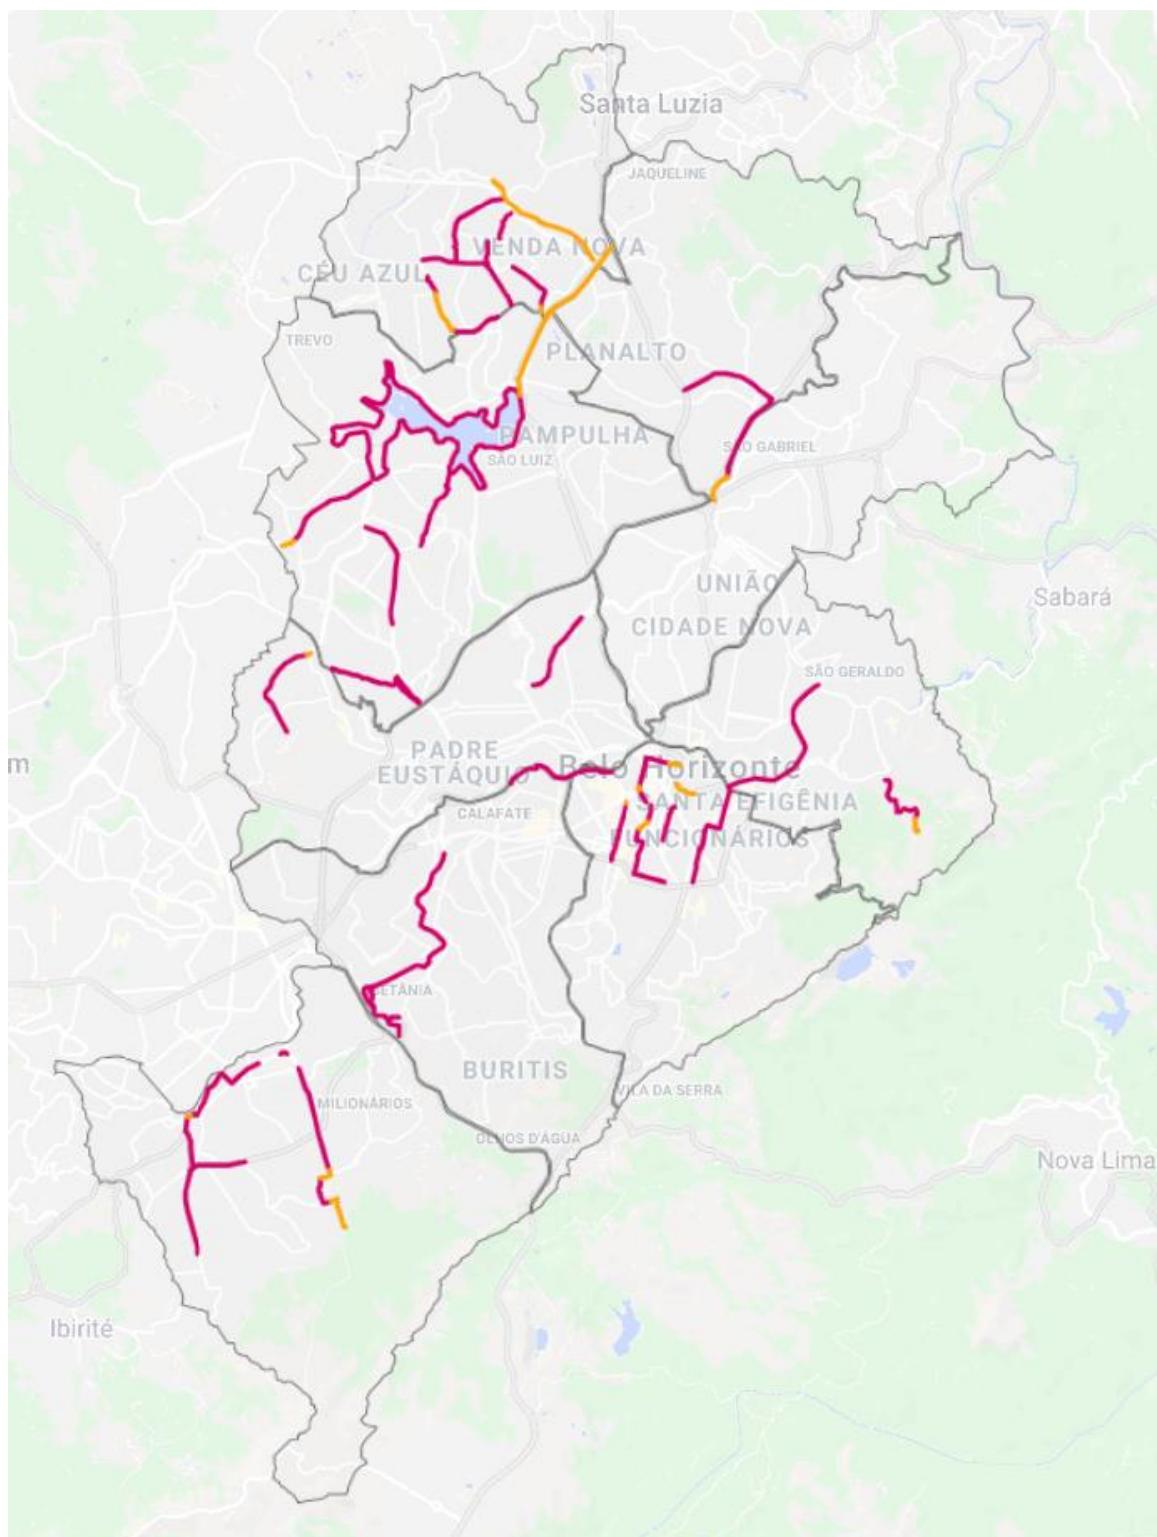 Santa Luzia
JAQUELINE
VENDA NOVA
CÉU AZUL
TREVO
PLANALTO
PAMPULHA
SÃO GABRIEL
SÃO LUIZ
UNIÃO
Sabará
CIDADE NOVA
SÃO GERALDO
PADRE
EUSTÁQUIO
m
Belo Horizonte
SANTA EFIGÊNIA
CALAFATE
FUNCIONÁRIOS
BETÂNIA
BURITIS
VILA DA SERRA
MILIONÁRIOS
OLHOS D'ÁGUA
Nova Lima
Ibirité